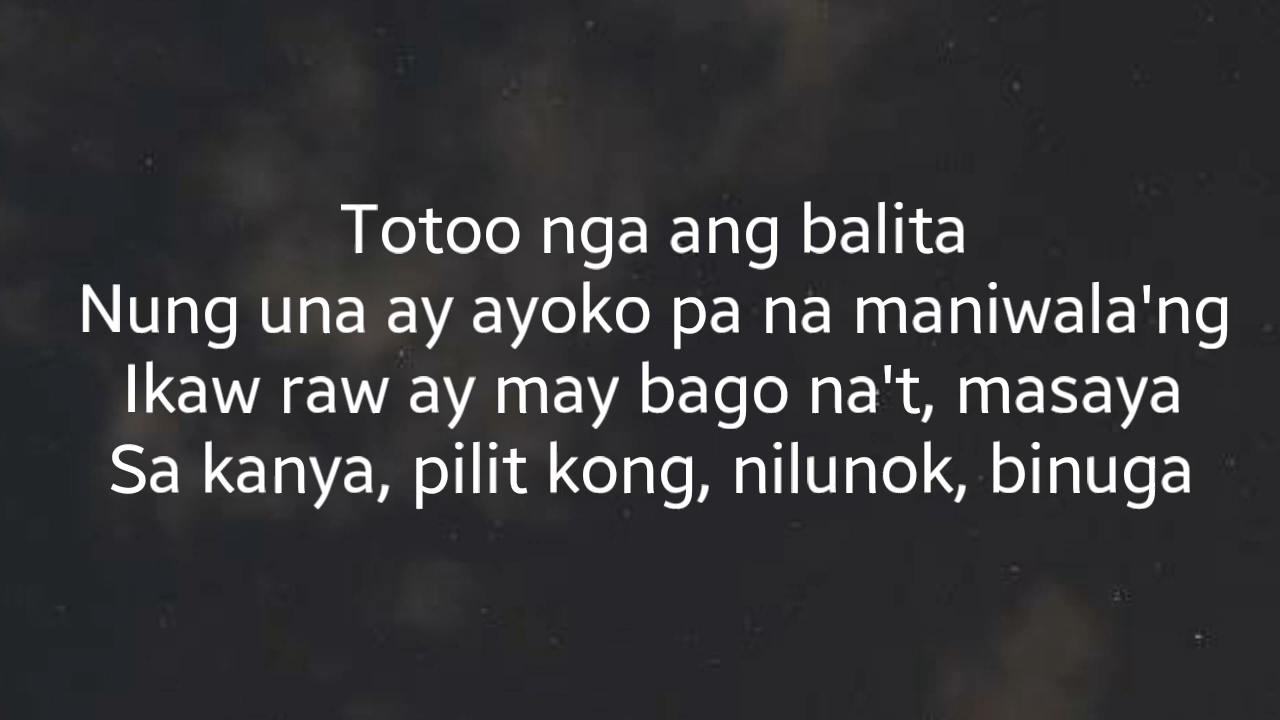 Totoo nga ang balita
Nung una ay ayoko pa na maniwala'ng
Ikaw raw ay may bago na't, masaya
Sa kanya, pilit kong, nilunok, binuga